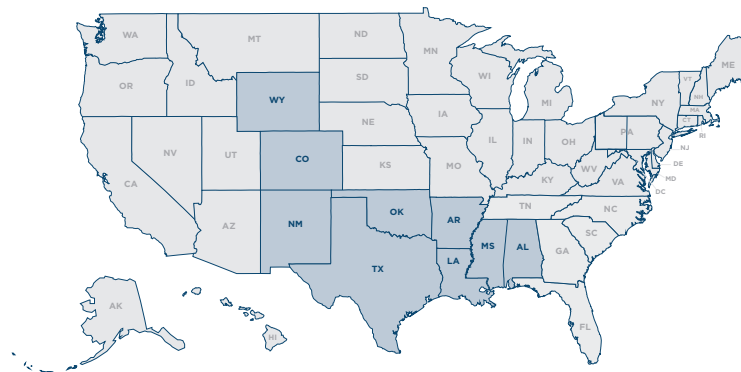 WA
MT
ND
MN
ME
VT
NH
OR
ID
SD
WI
MI
NY
MA
CT
RI
WY
NE
IA
PA
NJ
NV
UT
CO
IL
IN
OH
DE
MD
DC
CA
KS
MO
WV
VA
KY
AZ
NM
OK
AR
TN
NC
SC
TX
LA
MS
AL
GA
FL
AK
HI